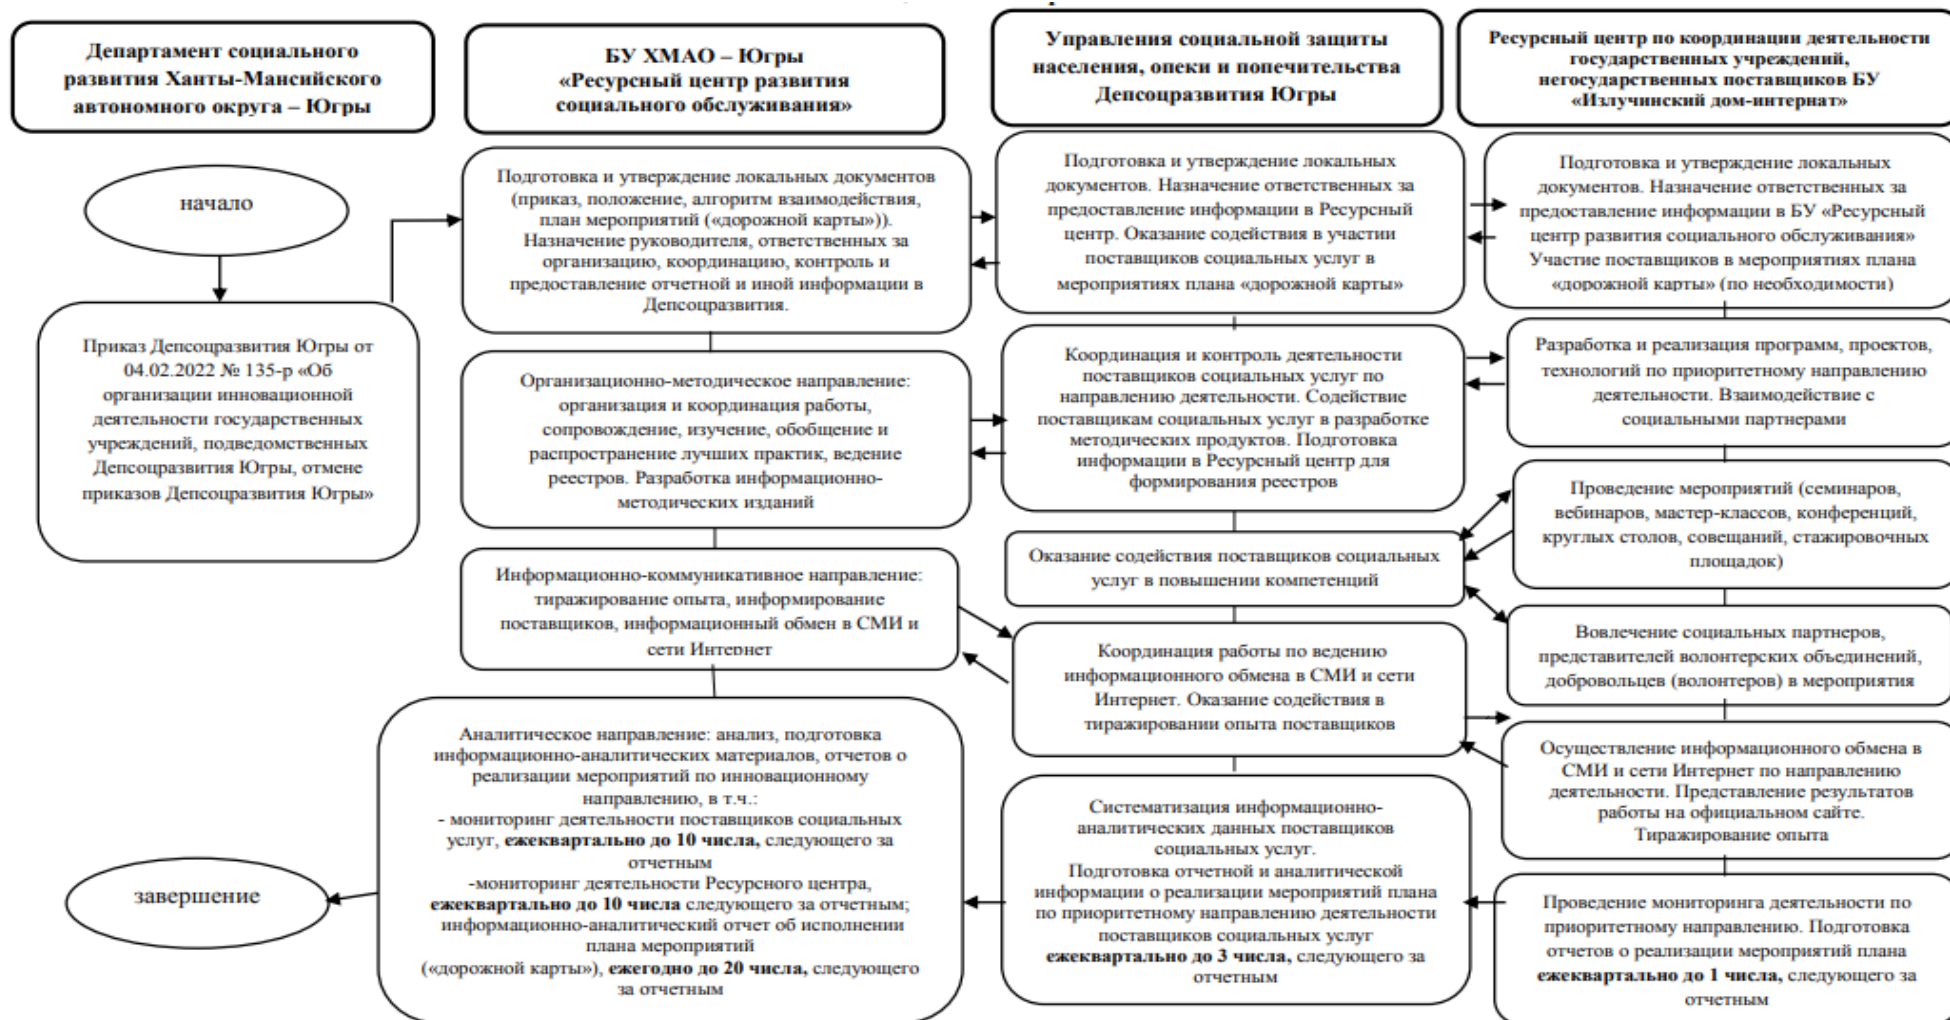 Департамент социального
развития Ханты-Мансийского
автономного округа – Югры
БУ ХМАО – Югры
«Ресурсный центр развития
социального обслуживания»
Управления социальной защиты
населения, опеки и попечительства
Депсоцразвития Югры
Ресурсный центр по координации деятельности
государственных учреждений,
негосударственных поставщиков БУ
«Излучинский дом-интернат»
начало
Приказ Депсоцразвития Югры от
04.02.2022 № 135-р «Об
организации инновационной
деятельности государственных
учреждений, подведомственных
Депсоцразвития Югры, отмене
приказов Депсоцразвития Югры»
завершение
Подготовка и утверждение локальных документов
(приказ, положение, алгоритм взаимодействия,
план мероприятий («дорожной карты»)).
Назначение руководителя, ответственных за
организацию, координацию, контроль и
предоставление отчетной и иной информации в
Депсоцразвития.
Организационно-методическое направление:
организация и координация работы,
сопровождение, изучение, обобщение и
распространение лучших практик, ведение
реестров. Разработка информационно-
методических изданий
Информационно-коммуникативное направление:
тиражирование опыта, информирование
поставщиков, информационный обмен в СМИ и
сети Интернет
Аналитическое направление: анализ, подготовка
информационно-аналитических материалов, отчетов о
реализации мероприятий по инновационному
направлению, в т.ч.:
- мониторинг деятельности поставщиков социальных
услуг, ежеквартально до 10 числа, следующего за
отчетным
-мониторинг деятельности Ресурсного центра,
ежеквартально до 10 числа следующего за отчетным;
информационно-аналитический отчет об исполнении
плана мероприятий
(«дорожной карты»), ежегодно до 20 числа, следующего
за отчетным
Подготовка и утверждение локальных
документов. Назначение ответственных за
предоставление информации в Ресурсный
центр. Оказание содействия в участии
поставщиков социальных услуг в
мероприятиях плана «дорожной карты»
Координация и контроль деятельности
поставщиков социальных услуг по
направлению деятельности. Содействие
поставщикам социальных услуг в разработке
методических продуктов. Подготовка
информации в Ресурсный центр для
формирования реестров
Оказание содействия поставщиков социальных
услуг в повышении компетенций
Координация работы по ведению
информационного обмена в СМИ и сети
Интернет. Оказание содействия в
тиражировании опыта поставщиков
Систематизация информационно-
аналитических данных поставщиков
социальных услуг.
Подготовка отчетной и аналитической
информации о реализации мероприятий плана
по приоритетному направлению деятельности
поставщиков социальных услуг
ежеквартально до 3 числа, следующего за
отчетным
Подготовка и утверждение локальных
документов. Назначение ответственных за
предоставление информации в БУ «Ресурсный
центр развития социального обслуживания»
Участие поставщиков в мероприятиях плана
«дорожной карты» (по необходимости)
Разработка и реализация программ, проектов,
технологий по приоритетному направлению
деятельности. Взаимодействие с
социальными партнерами
Проведение мероприятий (семинаров,
вебинаров, мастер-классов, конференций,
круглых столов, совещаний, стажировочных
площадок)
Вовлечение социальных партнеров,
представителей волонтерских объединений,
добровольцев (волонтеров) в мероприятия
Осуществление информационного обмена в
СМИ и сети Интернет по направлению
деятельности. Представление результатов
работы на официальном сайте.
Тиражирование опыта
Проведение мониторинга деятельности по
приоритетному направлению. Подготовка
отчетов о реализации мероприятий плана
ежеквартально до 1 числа, следующего за
отчетным